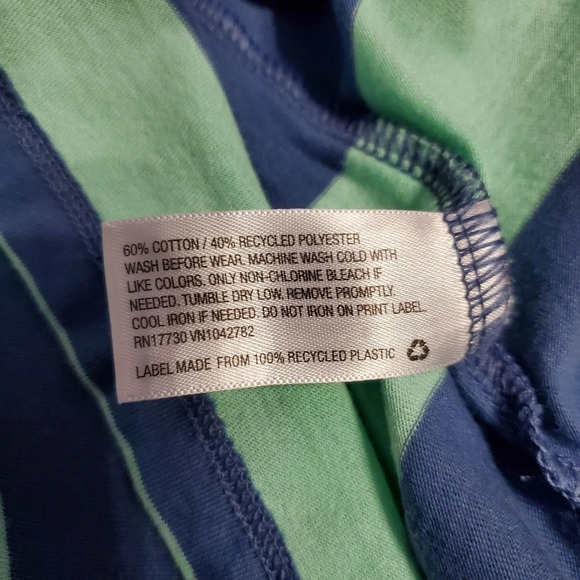 60% COTTON / 40% RECYCLED POLYESTER
WASH BEFORE WEAR. MACHINE WASH COLD WITH
LIKE COLORS. ONLY NON-CHLORINE BLEACH IF
NEEDED. TUMBLE DRY LOW. REMOVE PROMPTLY.
COOL IRON IF NEEDED. DO NOT IRON ON PRINT LABEL.
RN17730 VN1042782
LABEL MADE FROM 100% RECYCLED PLASTIC